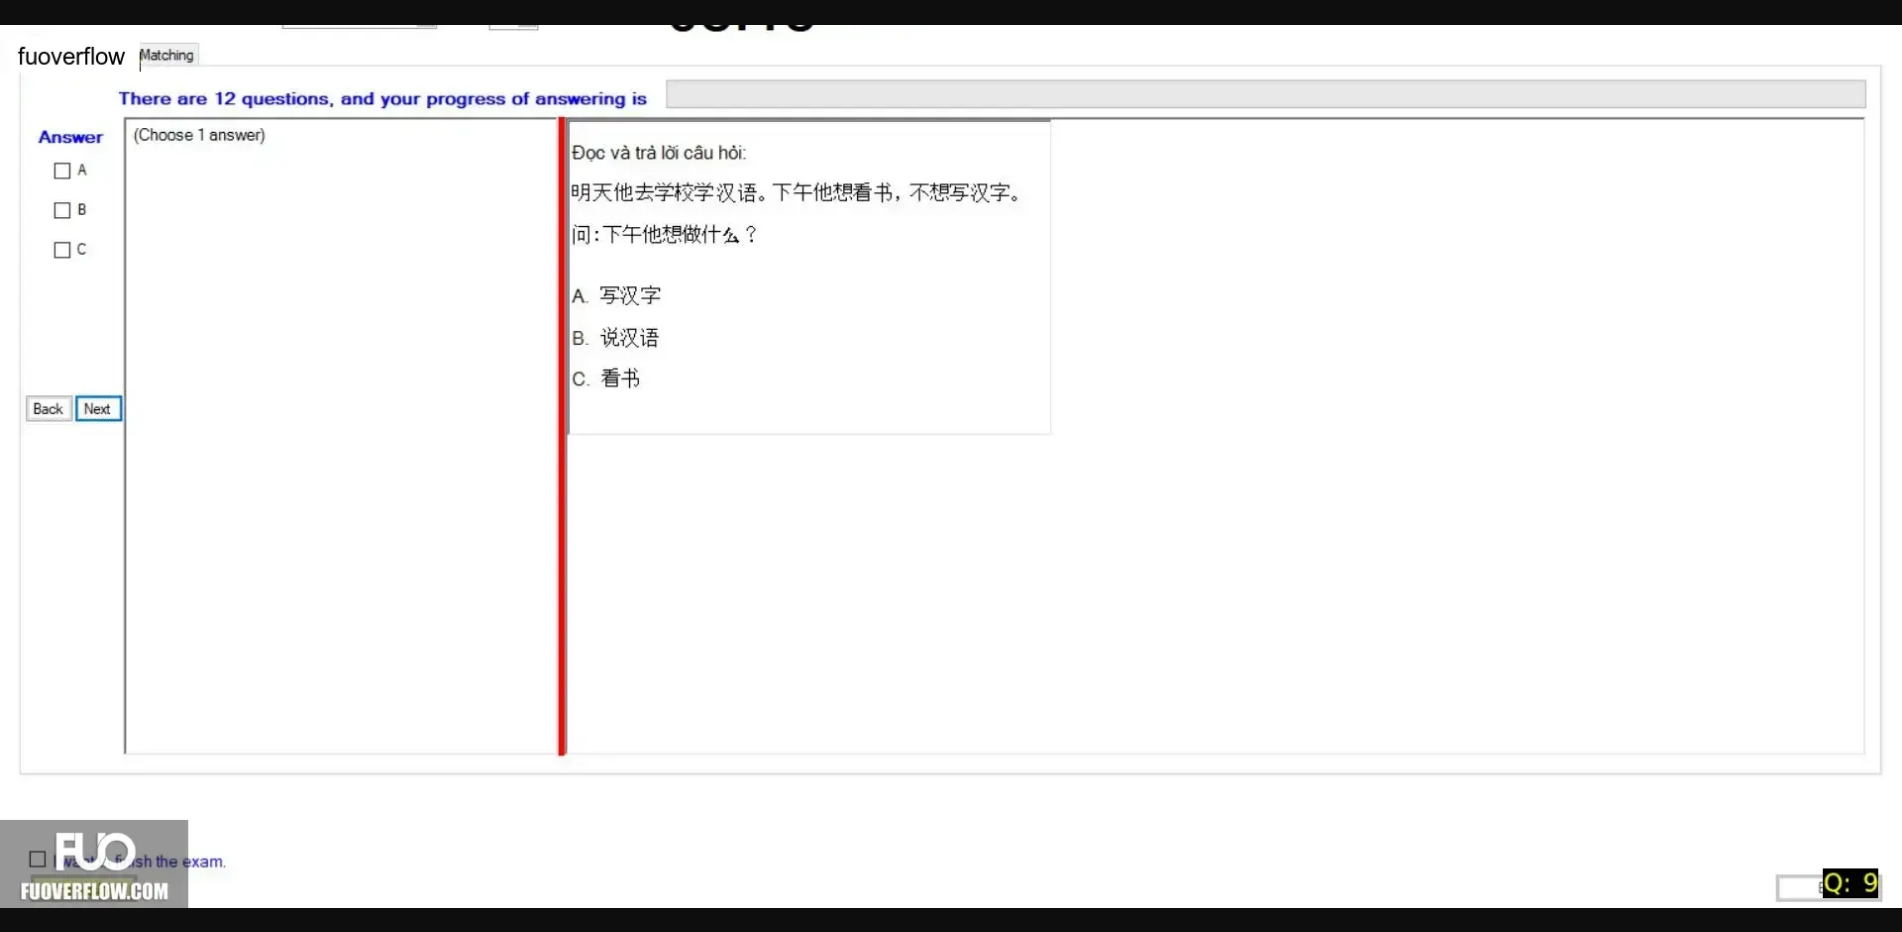 fuoverflow
Matching
There are 12 questions, and your progress of answering is
Answer
(Choose 1 answer)
A
B
C
Back
Next
Đọc và trả lời câu hỏi:
明天他去学校学汉语。下午他想看书，不想写汉字。
问：下午他想做什么？
A. 写汉字
B. 说汉语
C. 看书
FUO
the exam.
FUOVERFLOW.COM
Q: 9